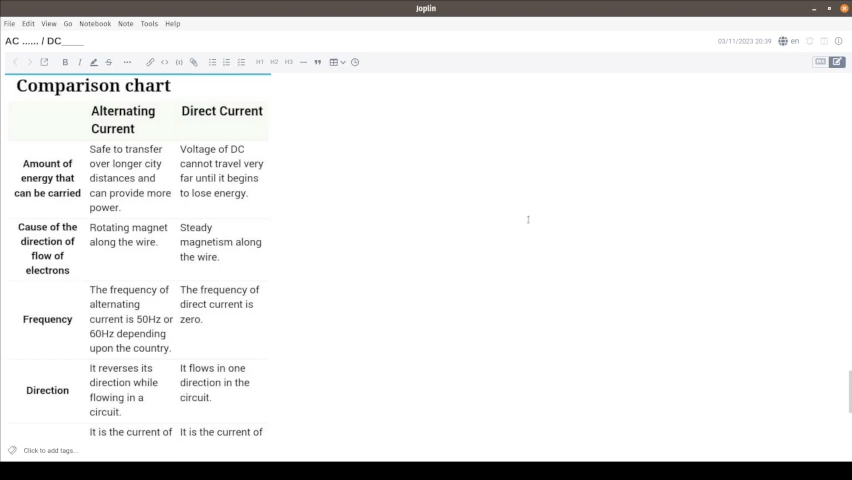 Joplin
File Edit View Go Notebook Note Tools Help
AC ...... / DC____
03/11/2023 20:39 en
B I S H1 H2 H3
Comparison chart
Alternating Current
Direct Current
Amount of energy that can be carried
Safe to transfer
over longer city
distances and
can provide more
power.
Voltage of DC
cannot travel very
far until it begins
to lose energy.
Cause of the
direction of
flow of
electrons
Rotating magnet
along the wire.
Steady
magnetism along
the wire.
Frequency
The frequency of
alternating
current is 50Hz or
60Hz depending
upon the country.
The frequency of
direct current is
zero.
Direction
It reverses its
direction while
flowing in a
circuit.
It flows in one
direction in the
circuit.
It is the current of
It is the current of
Click to add tags...